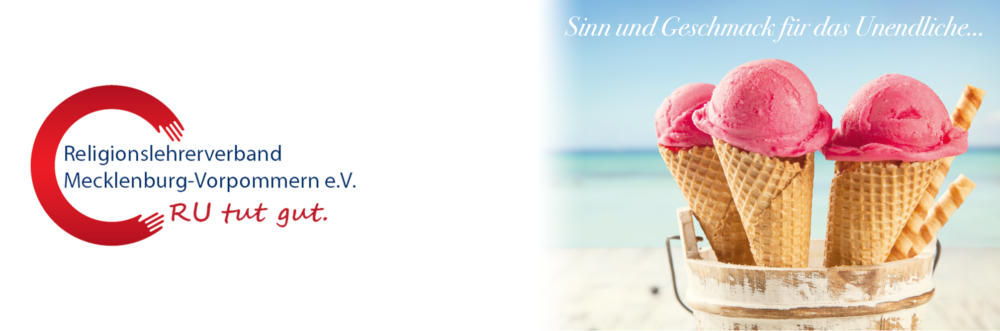 Sinn und Geschmack für das Unendliche...
Religionslehrerverband
Mecklenburg-Vorpommern e.V.
RU tut gut.